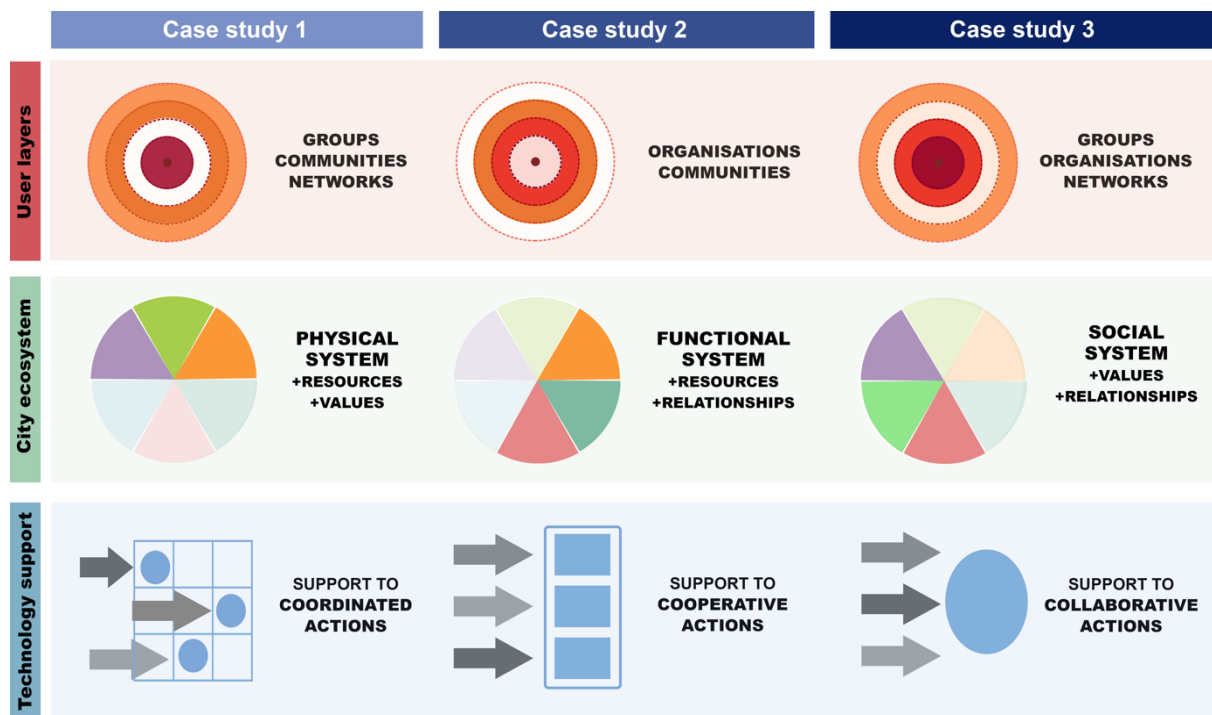 Case study 1
Case study 2
Case study 3
User layers
GROUPS
COMMUNITIES
NETWORKS
ORGANISATIONS
COMMUNITIES
GROUPS
ORGANISATIONS
NETWORKS
City ecosystem
PHYSICAL
SYSTEM
+RESOURCES
+VALUES
FUNCTIONAL
SYSTEM
+RESOURCES
+RELATIONSHIPS
SOCIAL
SYSTEM
+VALUES
+RELATIONSHIPS
Technology support
SUPPORT TO
COORDINATED
ACTIONS
SUPPORT TO
COOPERATIVE
ACTIONS
SUPPORT TO
COLLABORATIVE
ACTIONS